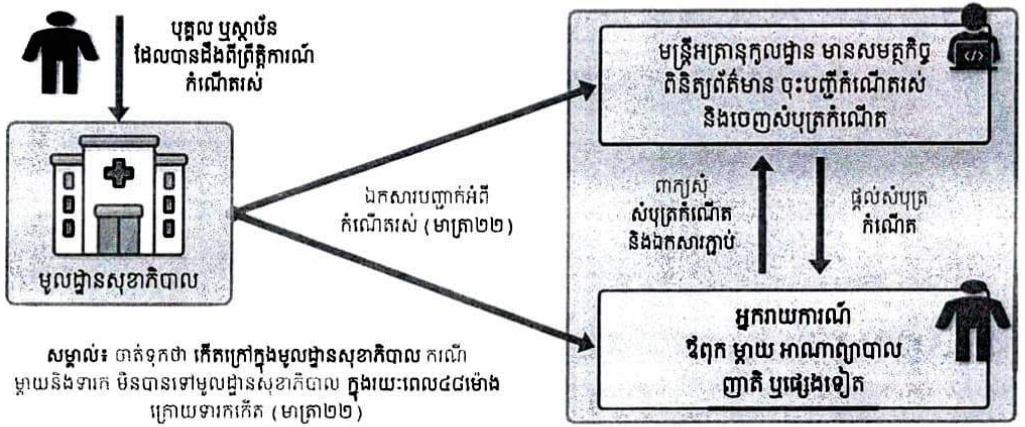 បុគ្គល ឬស្ថាប័ន
ដែលបានដឹងពីព្រឹត្តិការណ៍
កំណើតរស់
មូលដ្ឋានសុខាភិបាល
ឯកសារបញ្ជាក់អំពី
កំណើតរស់ (មាត្រា២២)
មន្ត្រីអត្រានុកូលដ្ឋាន មានសមត្ថកិច្ច
ពិនិត្យព័ត៌មាន ចុះបញ្ជីកំណើតរស់
និងចេញសំបុត្រកំណើត
ពាក្យសុំ
សំបុត្រកំណើត
និងឯកសារភ្ជាប់
ផ្តល់សំបុត្រ
កំណើត
អ្នករាយការណ៍
ឪពុក ម្តាយ អាណាព្យាបាល
ញាតិ ឬផ្សេងទៀត
សម្គាល់៖ ចាត់ទុកថា កើតក្រៅក្នុងមូលដ្ឋានសុខាភិបាល ករណី
ម្តាយនិងទារក មិនបានទៅមូលដ្ឋានសុខាភិបាល ក្នុងរយៈពេល៤៨ម៉ោង
ក្រោយទារកកើត (មាត្រា២២)